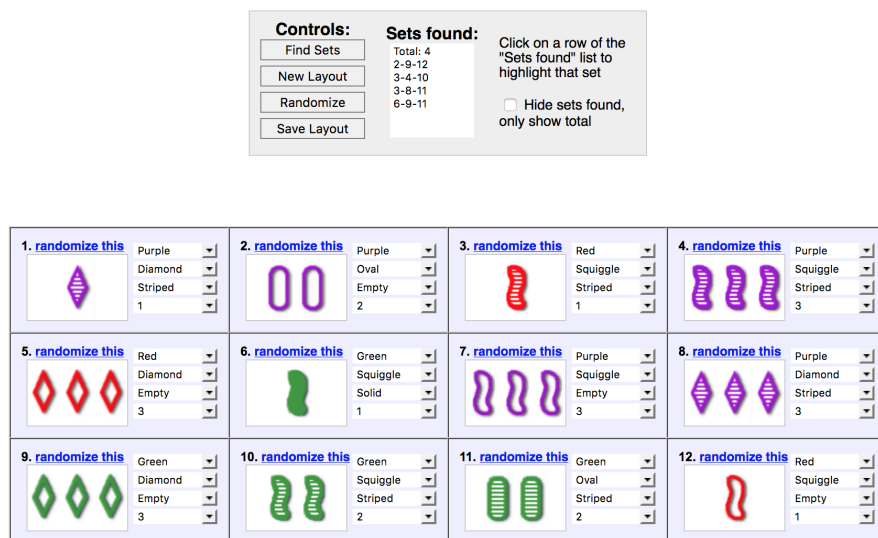 Controls:
Find Sets
New Layout
Randomize
Save Layout
Sets found:
Total: 4
2-9-12
3-4-10
3-8-11
6-9-11
Click on a row of the
"Sets found" list to
highlight that set
Hide sets found,
only show total
1. randomize this
Purple
Diamond
Striped
1
2. randomize this
Purple
Oval
Empty
2
3. randomize this
Red
Squiggle
Striped
1
4. randomize this
Purple
Squiggle
Striped
3
5. randomize this
Red
Diamond
Empty
3
6. randomize this
Green
Squiggle
Solid
1
7. randomize this
Purple
Squiggle
Empty
3
8. randomize this
Purple
Diamond
Striped
3
9. randomize this
Green
Diamond
Empty
3
10. randomize this
Green
Squiggle
Striped
2
11. randomize this
Green
Oval
Striped
2
12. randomize this
Red
Squiggle
Empty
1